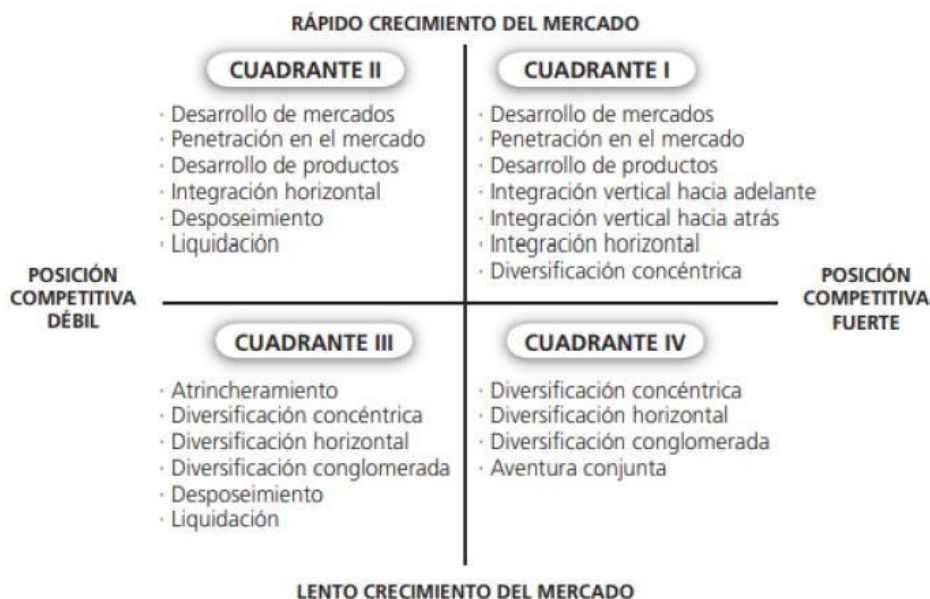 RÁPIDO CRECIMIENTO DEL MERCADO
CUADRANTE II
· Desarrollo de mercados
· Penetración en el mercado
· Desarrollo de productos
· Integración horizontal
· Desposeimiento
· Liquidación
CUADRANTE I
· Desarrollo de mercados
· Penetración en el mercado
· Desarrollo de productos
· Integración vertical hacia adelante
· Integración vertical hacia atrás
· Integración horizontal
· Diversificación concéntrica
POSICIÓN
COMPETITIVA
DÉBIL
POSICIÓN
COMPETITIVA
FUERTE
CUADRANTE III
· Atrincheramiento
· Diversificación concéntrica
· Diversificación horizontal
· Diversificación conglomerada
· Desposeimiento
· Liquidación
CUADRANTE IV
· Diversificación concéntrica
· Diversificación horizontal
· Diversificación conglomerada
· Aventura conjunta
LENTO CRECIMIENTO DEL MERCADO